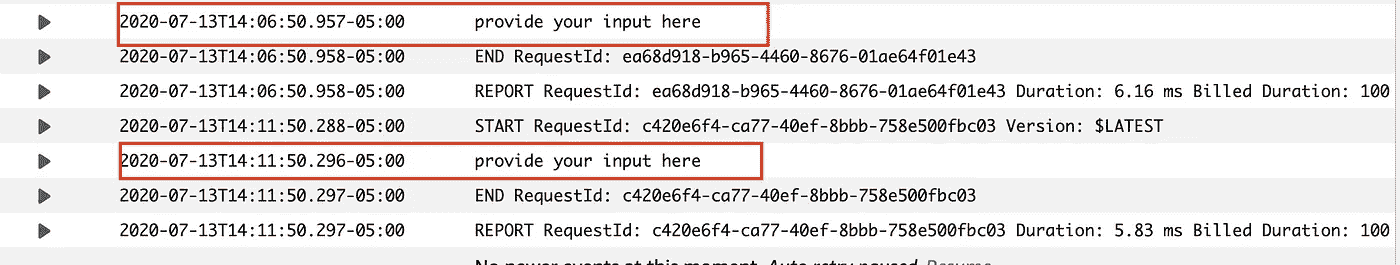 2020-07-13T14:06:50.957-05:00 provide your input here
2020-07-13T14:06:50.958-05:00 END RequestId: ea68d918-b965-4460-8676-01ae64f01e43
2020-07-13T14:06:50.958-05:00 REPORT RequestId: ea68d918-b965-4460-8676-01ae64f01e43 Duration: 6.16 ms Billed Duration: 100
2020-07-13T14:11:50.288-05:00 START RequestId: c420e6f4-ca77-40ef-8bbb-758e500fbc03 Version: $LATEST
2020-07-13T14:11:50.296-05:00 provide your input here
2020-07-13T14:11:50.297-05:00 END RequestId: c420e6f4-ca77-40ef-8bbb-758e500fbc03
2020-07-13T14:11:50.297-05:00 REPORT RequestId: c420e6f4-ca77-40ef-8bbb-758e500fbc03 Duration: 5.83 ms Billed Duration: 100
at this moment.